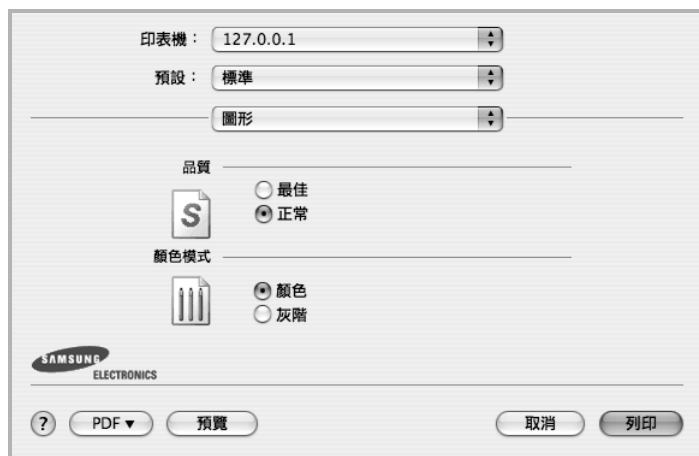 印表機： 127.0.0.1
預設： 標準
圖形
品質
最佳
S
正常
顏色模式
顏色
灰階
SAMSUNG
ELECTRONICS
? PDF▼ 預覽 取消 列印